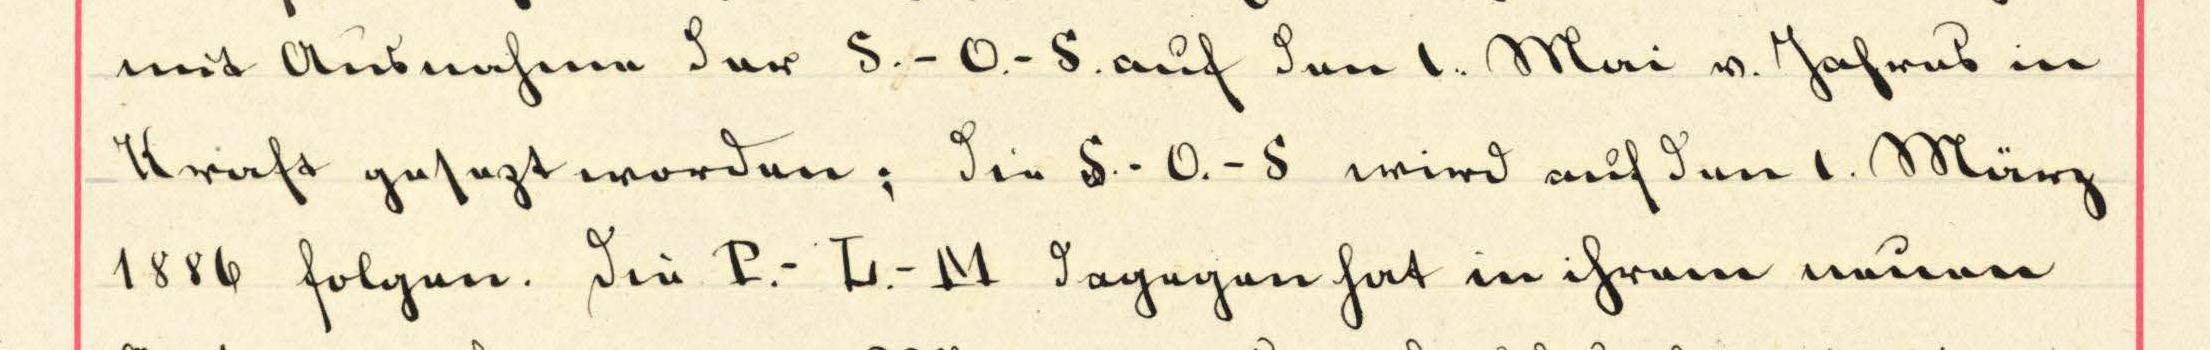 mit Ausnahme der S.- O.- S. auf den 1. Mai v. Jahres in
Kraft gesezt worden; die S.- O.- S wird auf den 1. März
1886 folgen. Die P.- L.- M dagegen hat in ihrem neuen